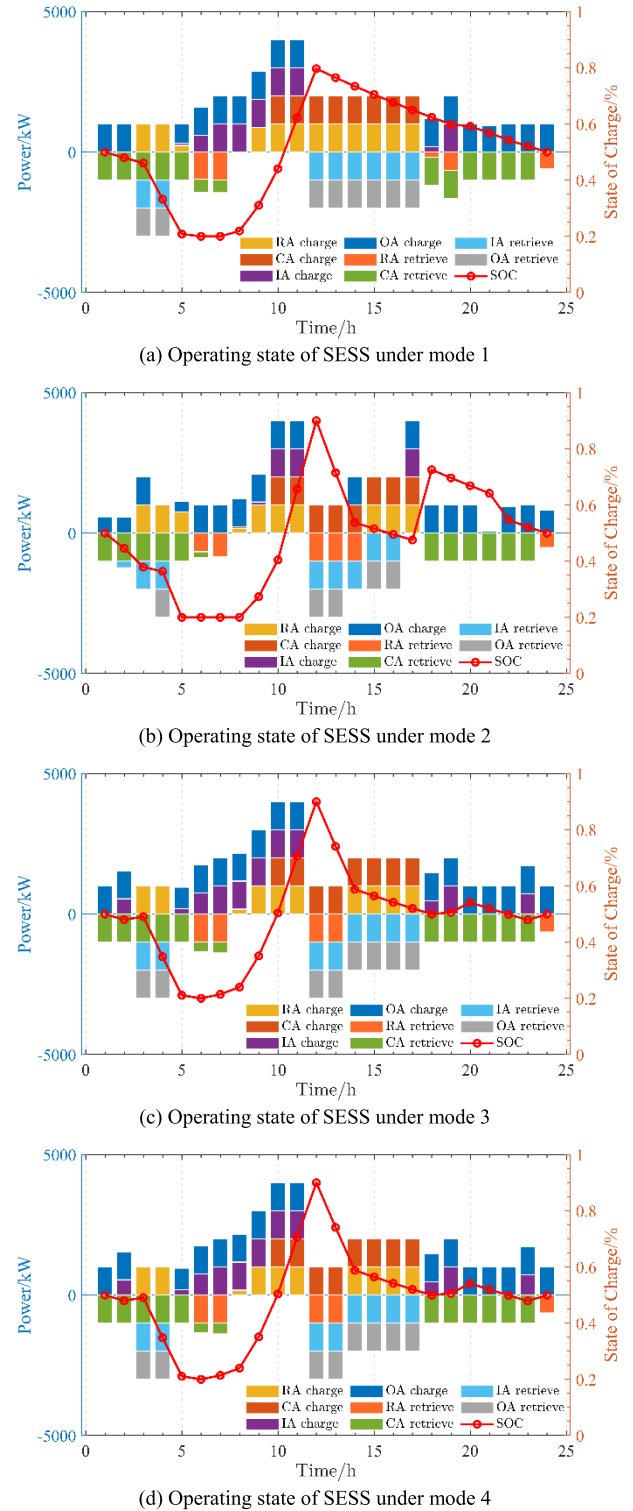 5000
0
-5000
Power/kW
1
0.8
0.6
0.4
0.2
0
State of Charge/%
RA charge OA charge IA retrieve
CA charge RA retrieve OA retrieve
IA charge CA retrieve SOC
0 5 10 15 20 25
Time/h
(a) Operating state of SESS under mode 1
5000
0
-5000
Power/kW
1
0.8
0.6
0.4
0.2
0
State of Charge/%
RA charge OA charge IA retrieve
CA charge RA retrieve OA retrieve
IA charge CA retrieve SOC
0 5 10 15 20 25
Time/h
(b) Operating state of SESS under mode 2
5000
0
-5000
Power/kW
1
0.8
0.6
0.4
0.2
0
State of Charge/%
RA charge OA charge IA retrieve
CA charge RA retrieve OA retrieve
IA charge CA retrieve SOC
0 5 10 15 20 25
Time/h
(c) Operating state of SESS under mode 3
5000
0
-5000
Power/kW
1
0.8
0.6
0.4
0.2
0
State of Charge/%
RA charge OA charge IA retrieve
CA charge RA retrieve OA retrieve
IA charge CA retrieve SOC
0 5 10 15 20 25
Time/h
(d) Operating state of SESS under mode 4